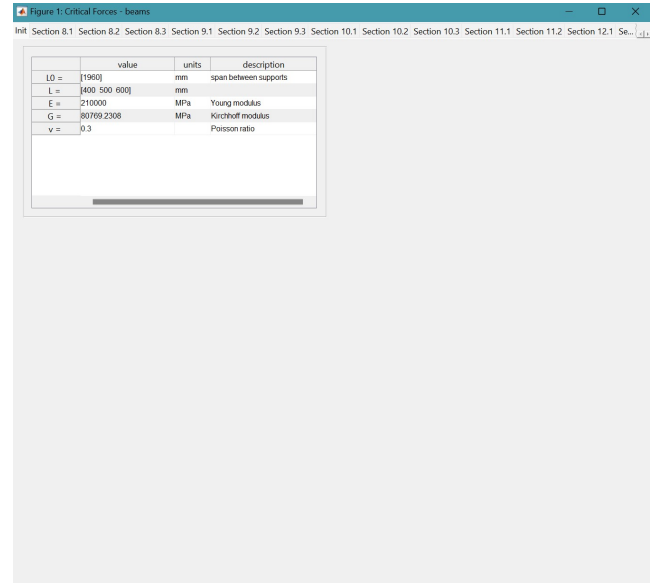 Figure 1: Critical Forces - beams
Init Section 8.1 Section 8.2 Section 8.3 Section 9.1 Section 9.2 Section 9.3 Section 10.1 Section 10.2 Section 10.3 Section 11.1 Section 11.2 Section 12.1 Se...
value units description
L0 = [1960] mm span between supports
L = [400 500 600] mm
E = 210000 MPa Young modulus
G = 80769.2308 MPa Kirchhoff modulus
v = 0.3 Poisson ratio